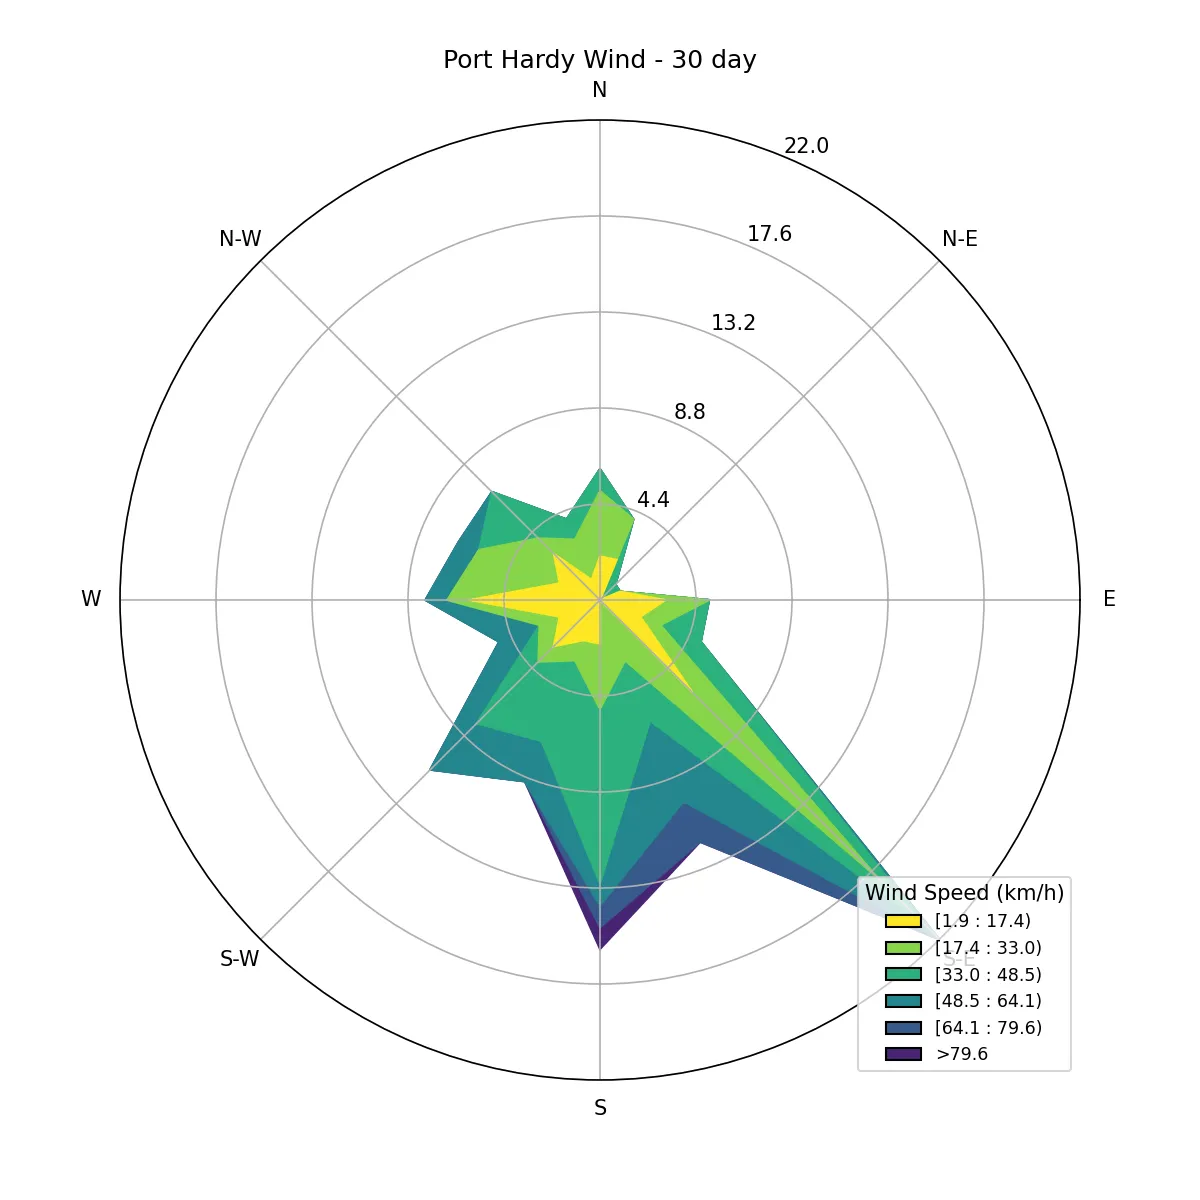 Port Hardy Wind - 30 day
N
22.0
N-W
N-E
17.6
13.2
8.8
4.4
W
E
S-W
S-E
S
Wind Speed (km/h)
[1.9 : 17.4)
[17.4 : 33.0)
[33.0 : 48.5)
[48.5 : 64.1)
[64.1 : 79.6)
>79.6